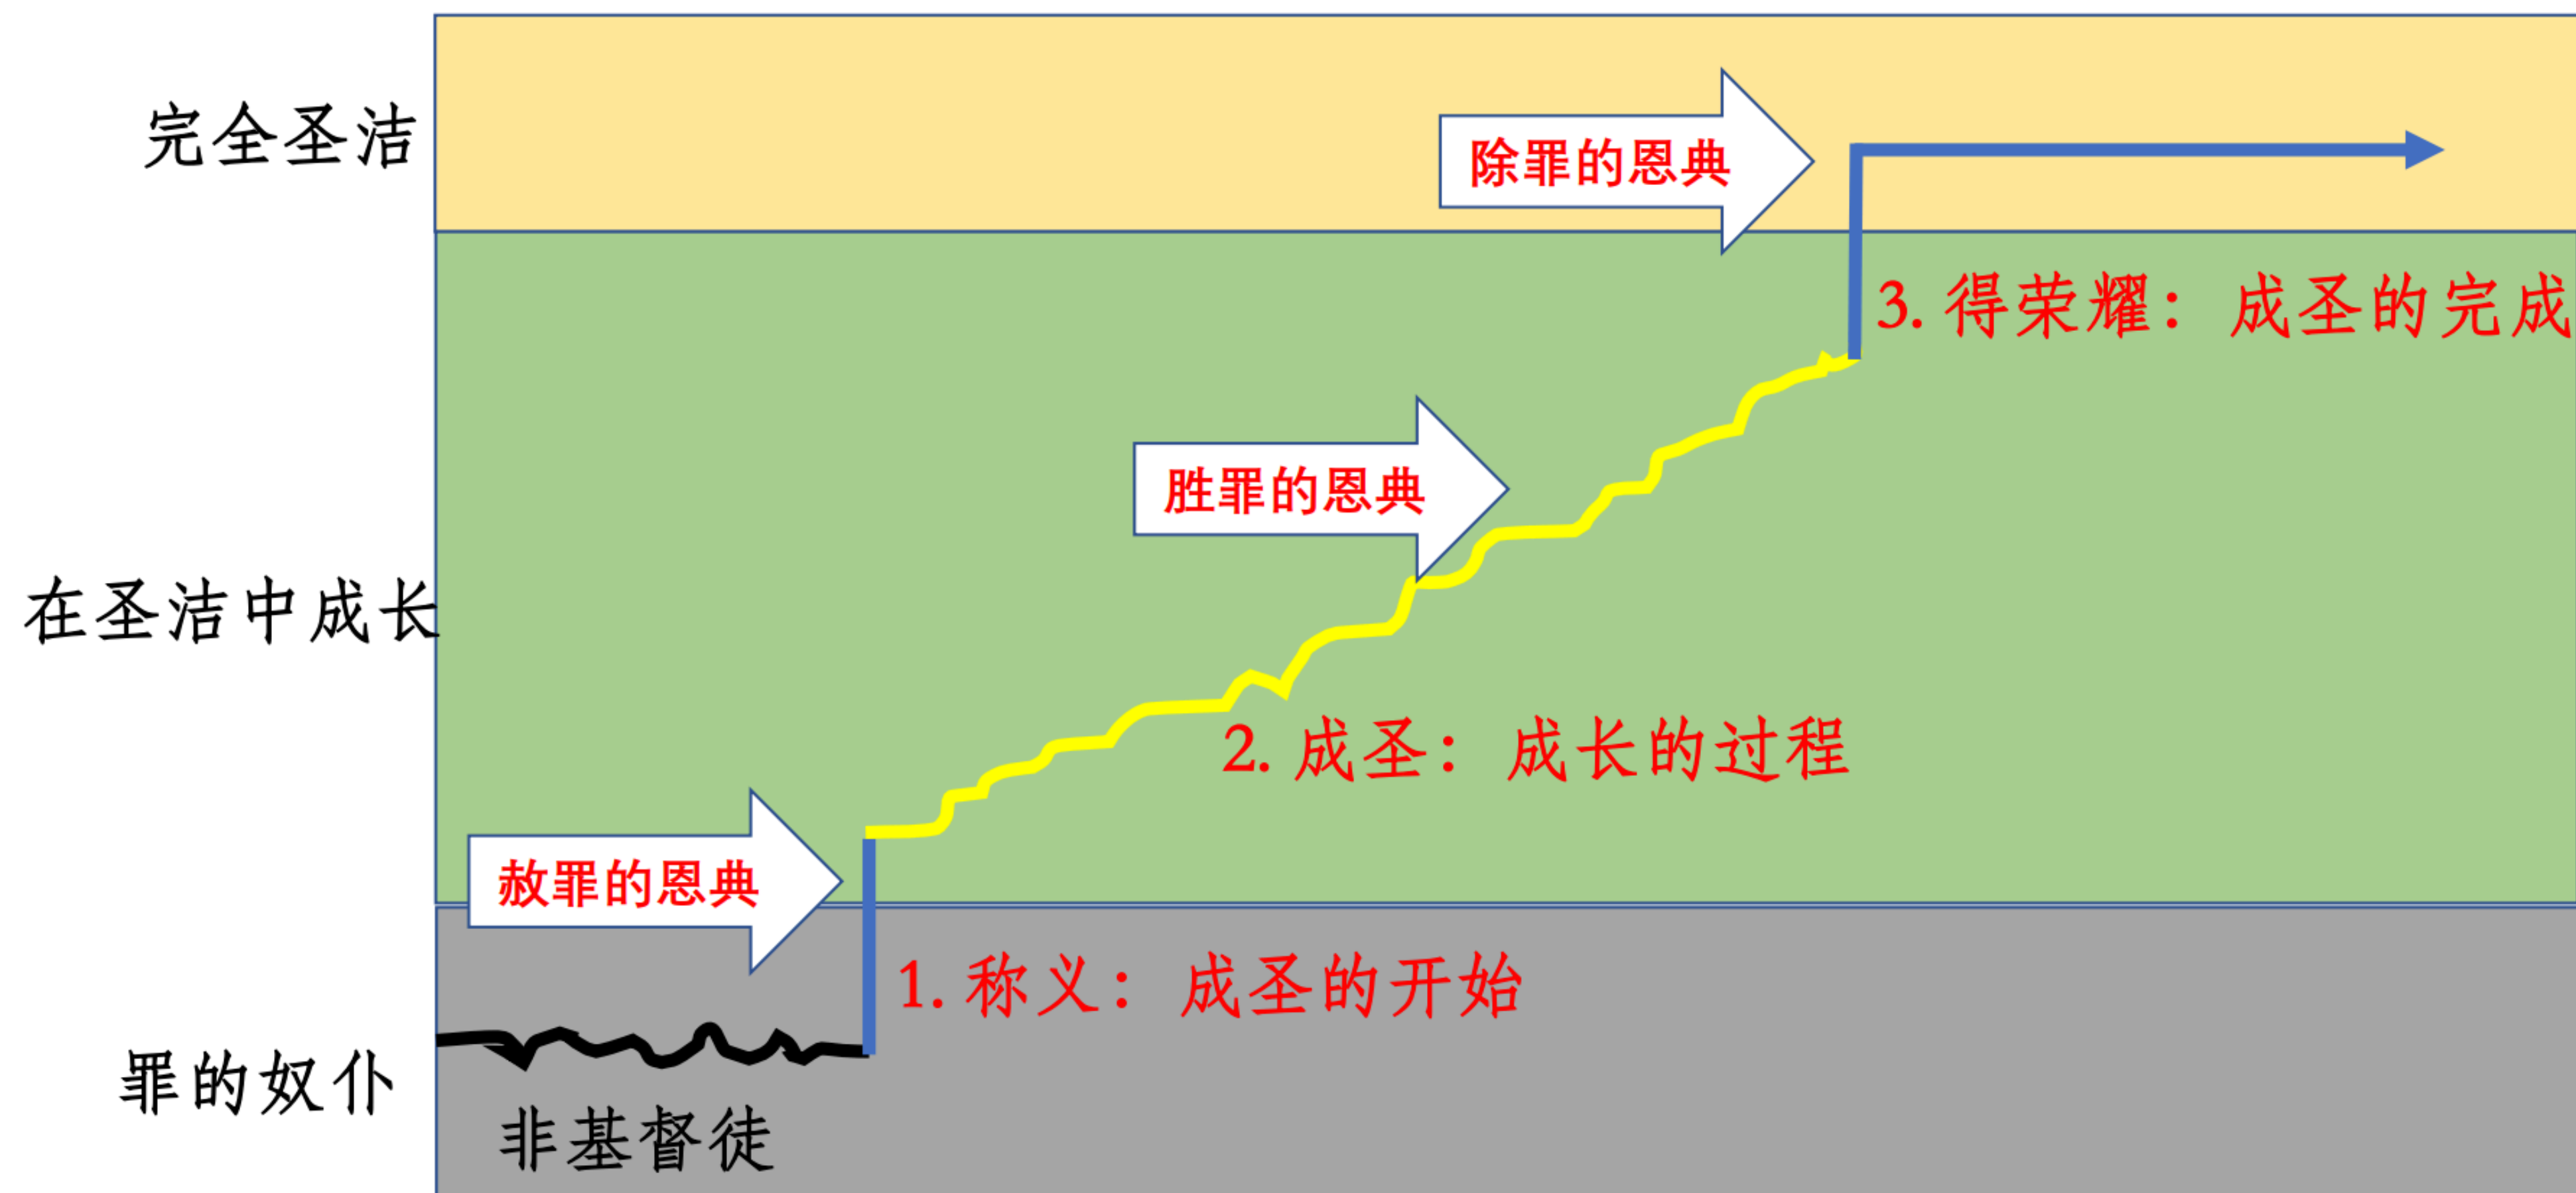 完全圣洁
除罪的恩典
3. 得荣耀：成圣的完成
胜罪的恩典
在圣洁中成长
2. 成圣：成长的过程
赦罪的恩典
1. 称义：成圣的开始
罪的奴仆
非基督徒